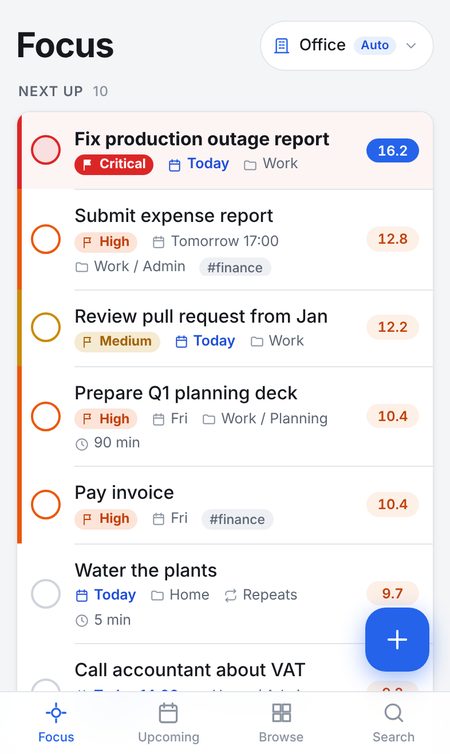 Focus
Office Auto
NEXT UP 10
Fix production outage report
Critical Today Work
16.2
Submit expense report
High Tomorrow 17:00
Work / Admin #finance
12.8
Review pull request from Jan
Medium Today Work
12.2
Prepare Q1 planning deck
High Fri Work / Planning
90 min
10.4
Pay invoice
High Fri #finance
10.4
Water the plants
Today Home Repeats
5 min
9.7
Call accountant about VAT
Focus Upcoming Browse Search